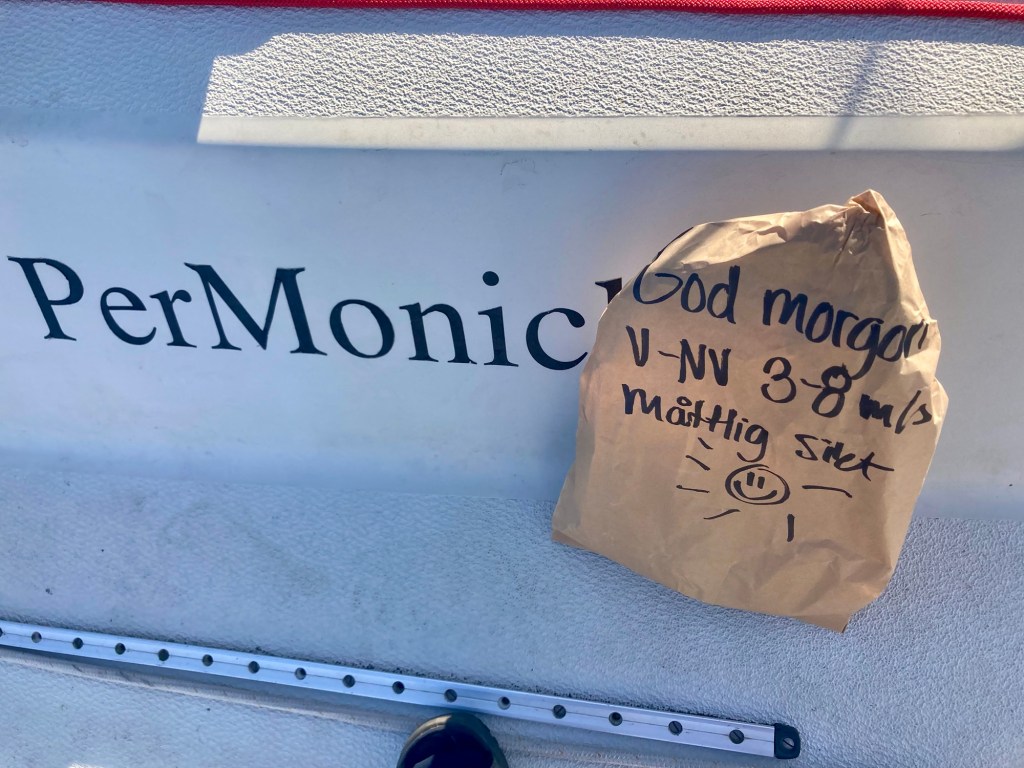 PerMonic
God morgon
V-NV 3-8 m/s
Måttlig sikt